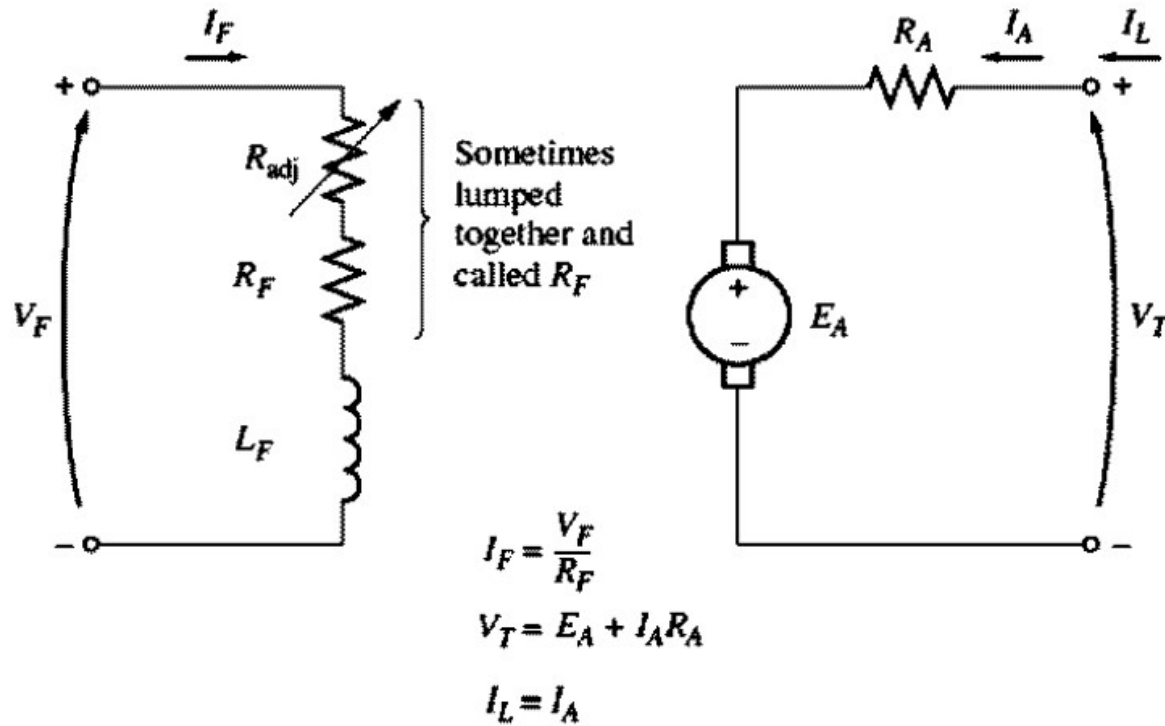 I_F
+
R_adj
R_F
V_F
L_F
–
Sometimes
lumped
together and
called R_F
R_A
I_A
I_L
+
+
–
E_A
V_T
–
I_F = V_F / R_F
V_T = E_A + I_A R_A
I_L = I_A